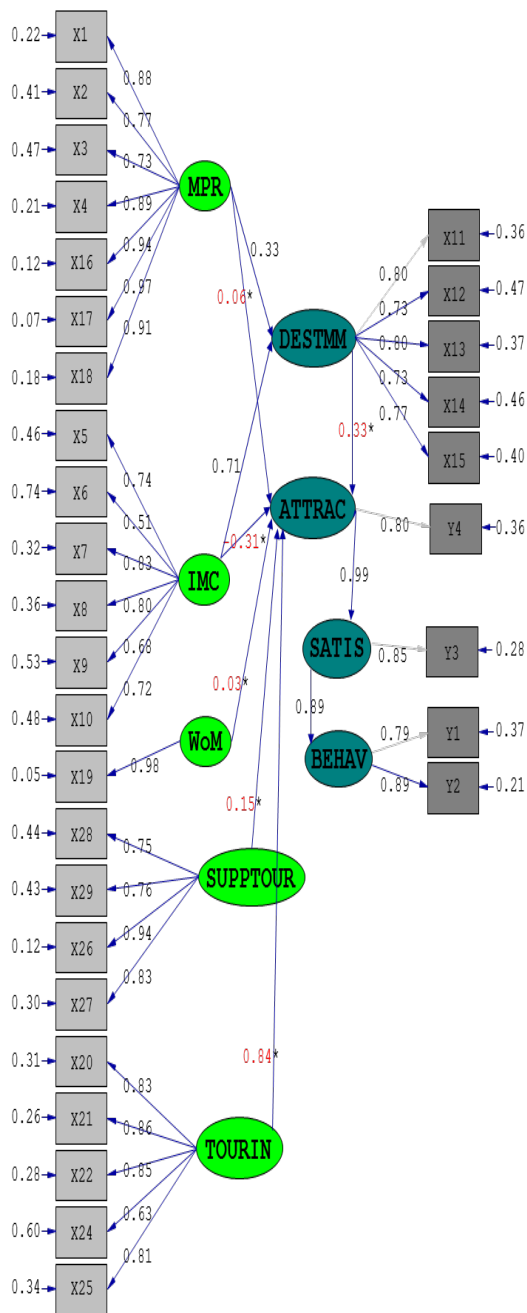 0.22 X1
0.88
0.41 X2
0.77
0.47 X3
0.73
0.21 X4
0.89
0.12 X16
0.94
0.07 X17
0.97
0.18 X18
0.91
MPR
0.33
0.06*
0.46 X5
0.74
0.74 X6
0.51
0.32 X7
0.83
0.36 X8
0.80
0.53 X9
0.68
0.48 X10
0.72
IMC
0.71
-0.31*
0.05 X19
0.98
WoM
0.03*
0.44 X28
0.75
0.43 X29
0.76
0.12 X26
0.94
0.30 X27
0.83
SUPPTOUR
0.15*
0.31 X20
0.83
0.26 X21
0.86
0.28 X22
0.85
0.60 X24
0.63
0.34 X25
0.81
TOURIN
0.84*
DESTMM
0.33*
0.80
X11 0.36
0.73
X12 0.47
0.80
X13 0.37
0.73
X14 0.46
0.77
X15 0.40
ATTRAC
0.99
0.80
Y4 0.36
SATIS
0.89
0.85
Y3 0.28
BEHAV
0.79
Y1 0.37
0.89
Y2 0.21